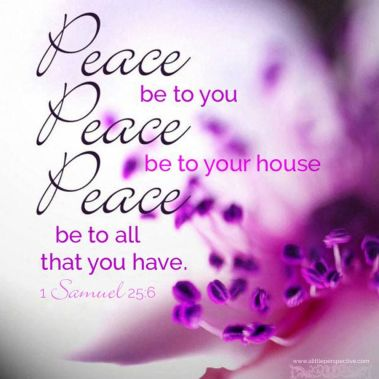 Peace
be to you
Peace
be to your house
Peace
be to all
that you have.
1 Samuel 25:6
www.alittleperspective.com